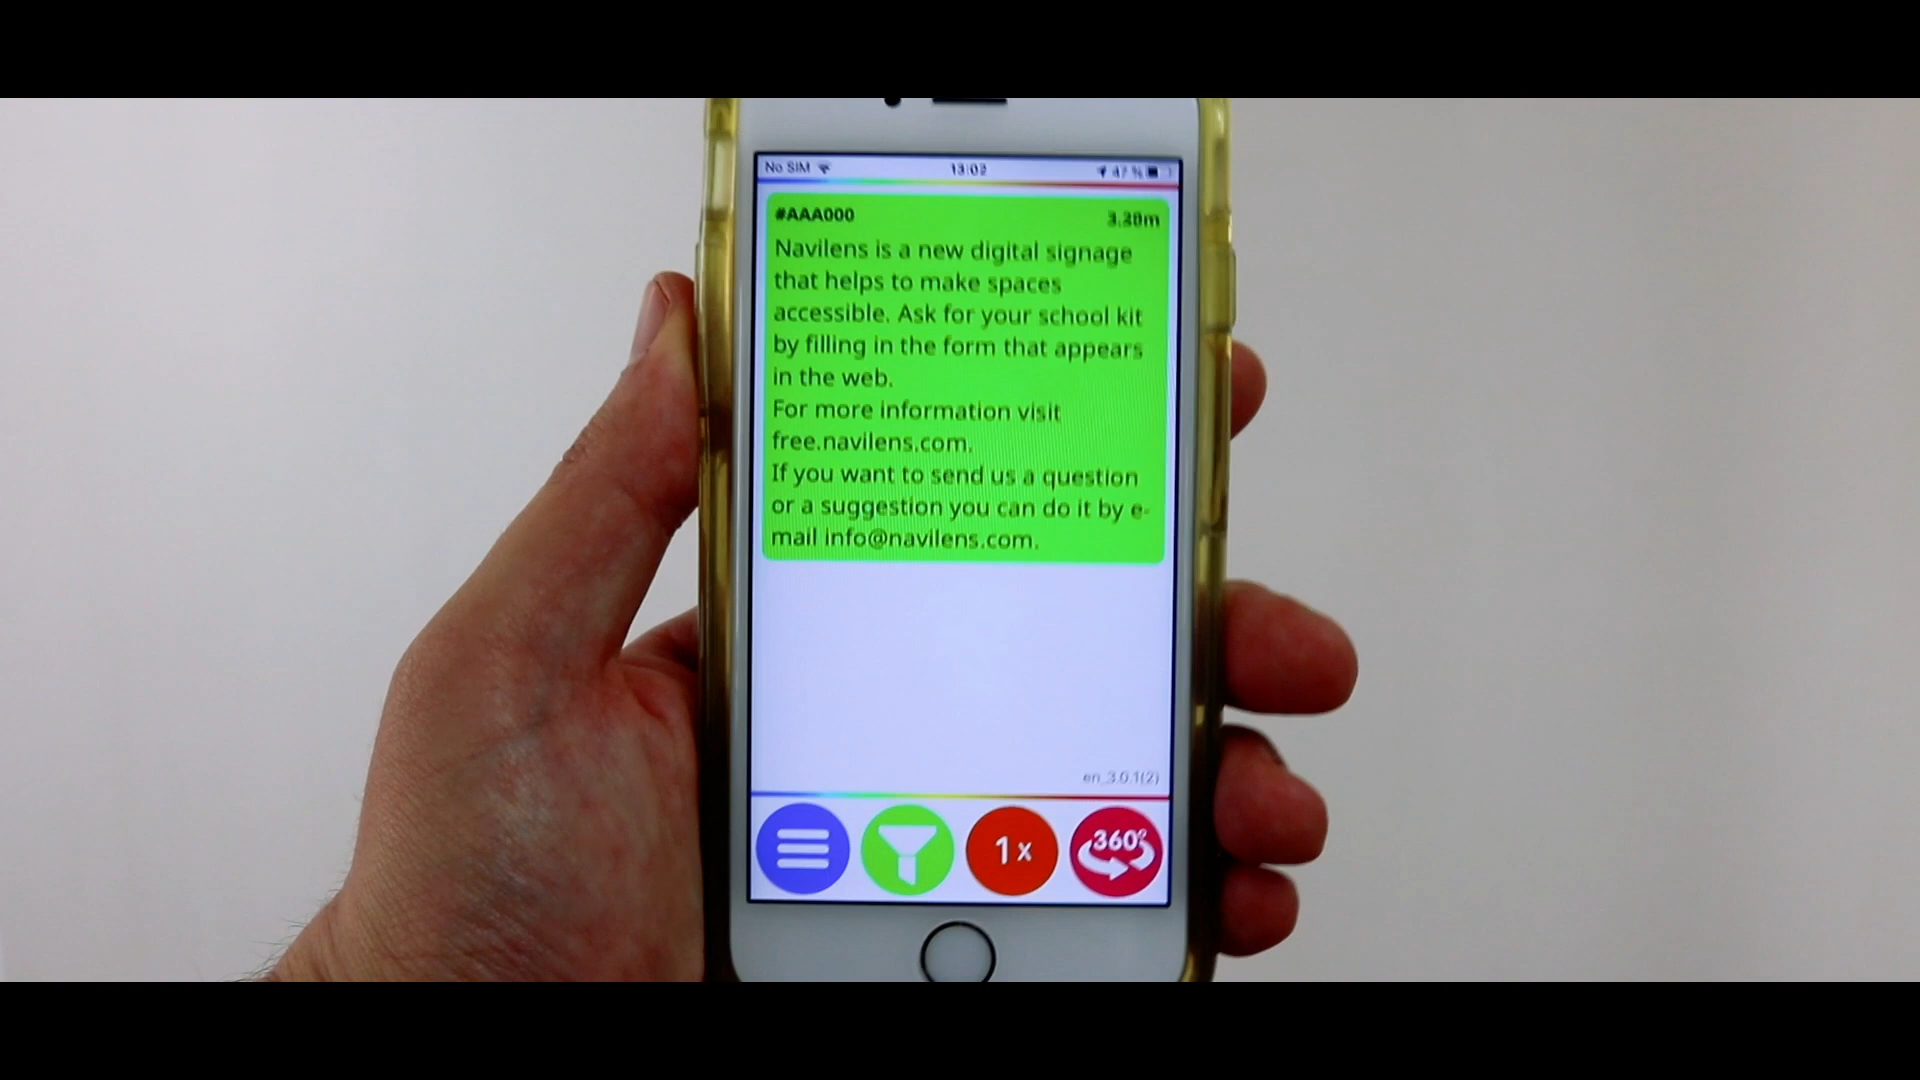 No SIM 13:02 47 %
#AAA000 3.28m
Navilens is a new digital signage
that helps to make spaces
accessible. Ask for your school kit
by filling in the form that appears
in the web.
For more information visit
free.navilens.com.
If you want to send us a question
or a suggestion you can do it by e-
mail info@navilens.com.
en_3.0.1(2)
1x 360º